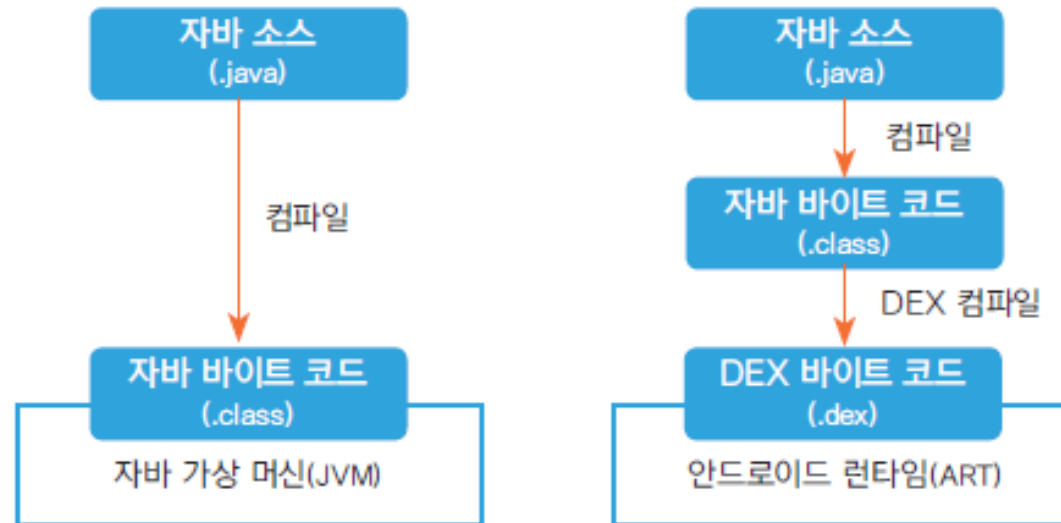 자바 소스
(.java)
컴파일
자바 바이트 코드
(.class)
자바 가상 머신(JVM)
자바 소스
(.java)
컴파일
자바 바이트 코드
(.class)
DEX 컴파일
DEX 바이트 코드
(.dex)
안드로이드 런타임(ART)